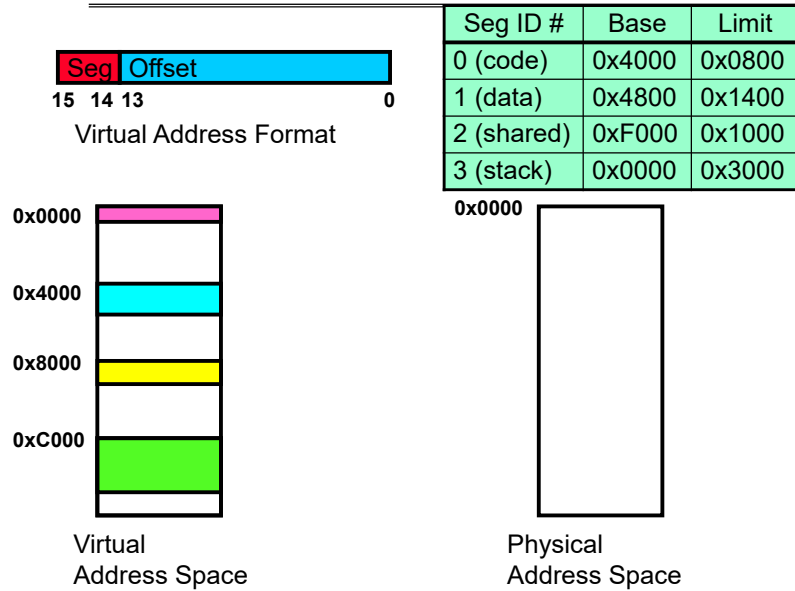 Seg ID # Base Limit
0 (code) 0x4000 0x0800
1 (data) 0x4800 0x1400
2 (shared) 0xF000 0x1000
3 (stack) 0x0000 0x3000
Seg Offset
15 14 13 0
Virtual Address Format
0x0000
0x4000
0x8000
0xC000
Virtual
Address Space
0x0000
Physical
Address Space